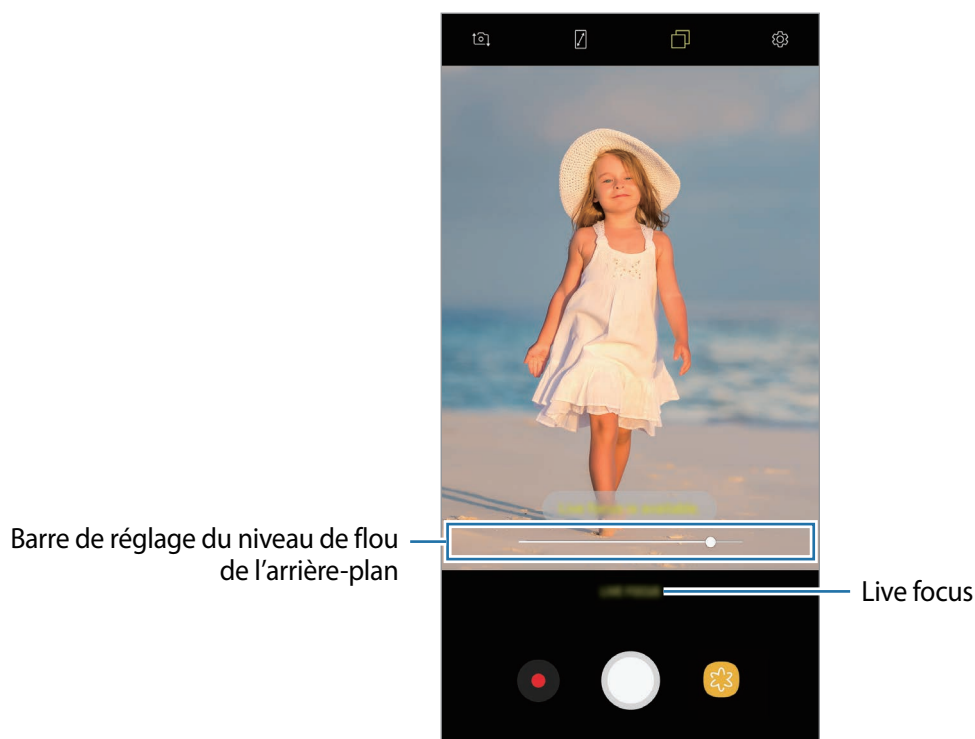 Barre de réglage du niveau de flou
de l’arrière-plan
Live focus